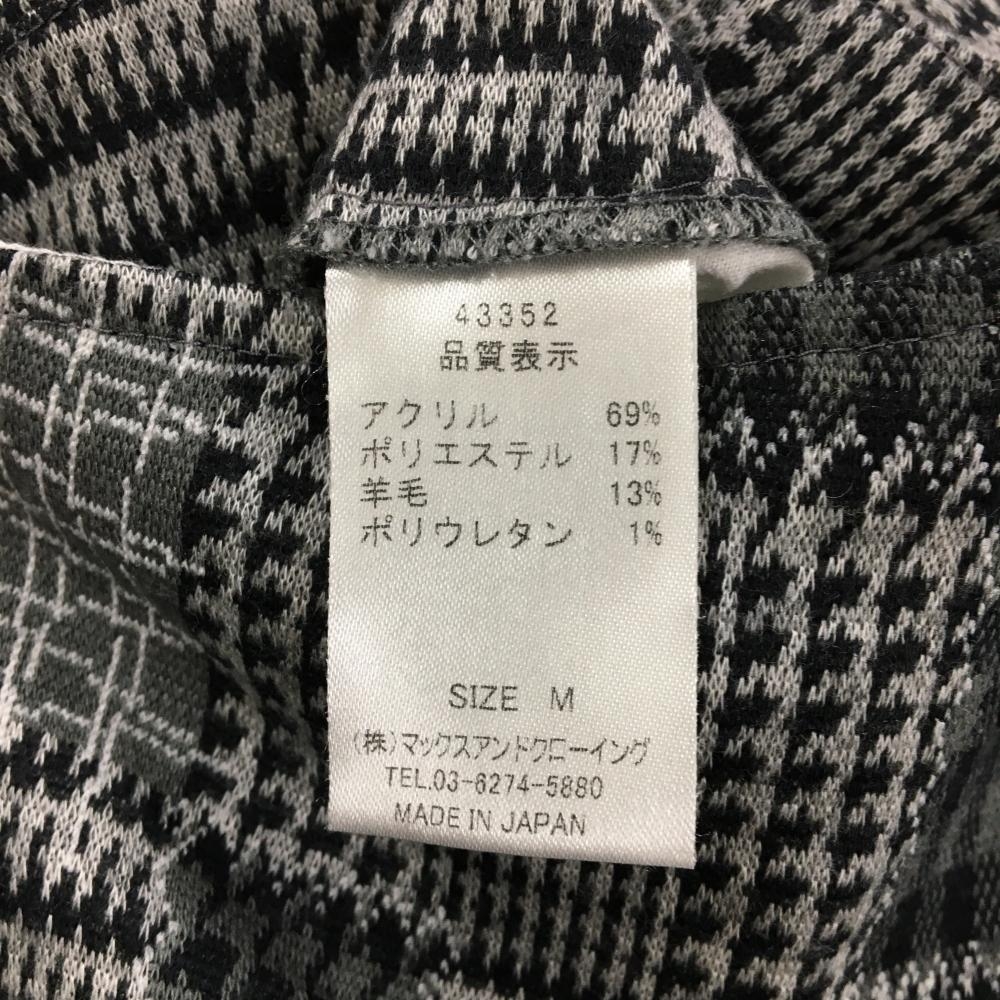 43352
品質表示
アクリル 69%
ポリエステル 17%
羊毛 13%
ポリウレタン 1%
SIZE M
(株)マックスアンドクローイング
TEL.03-6274-5880
MADE IN JAPAN